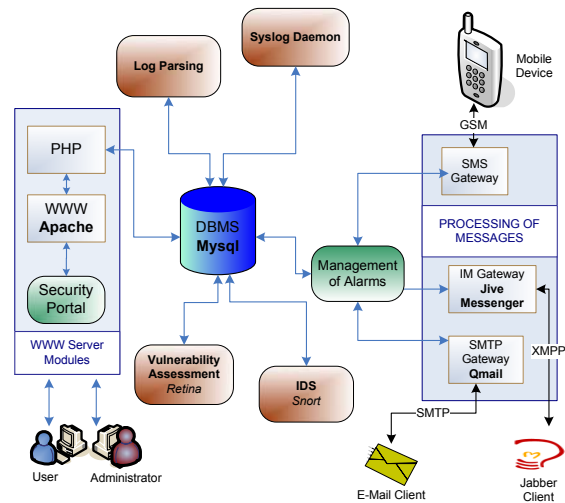 Syslog Daemon
Log Parsing
Mobile
Device
GSM
PHP
SMS
Gateway
WWW
Apache
DBMS
Mysql
PROCESSING OF
MESSAGES
Management
of Alarms
Security
Portal
IM Gateway
Jive
Messenger
WWW Server
Modules
Vulnerability
Assessment
Retina
IDS
Snort
SMTP
Gateway
Qmail
XMPP
SMTP
User
Administrator
E-Mail Client
Jabber
Client